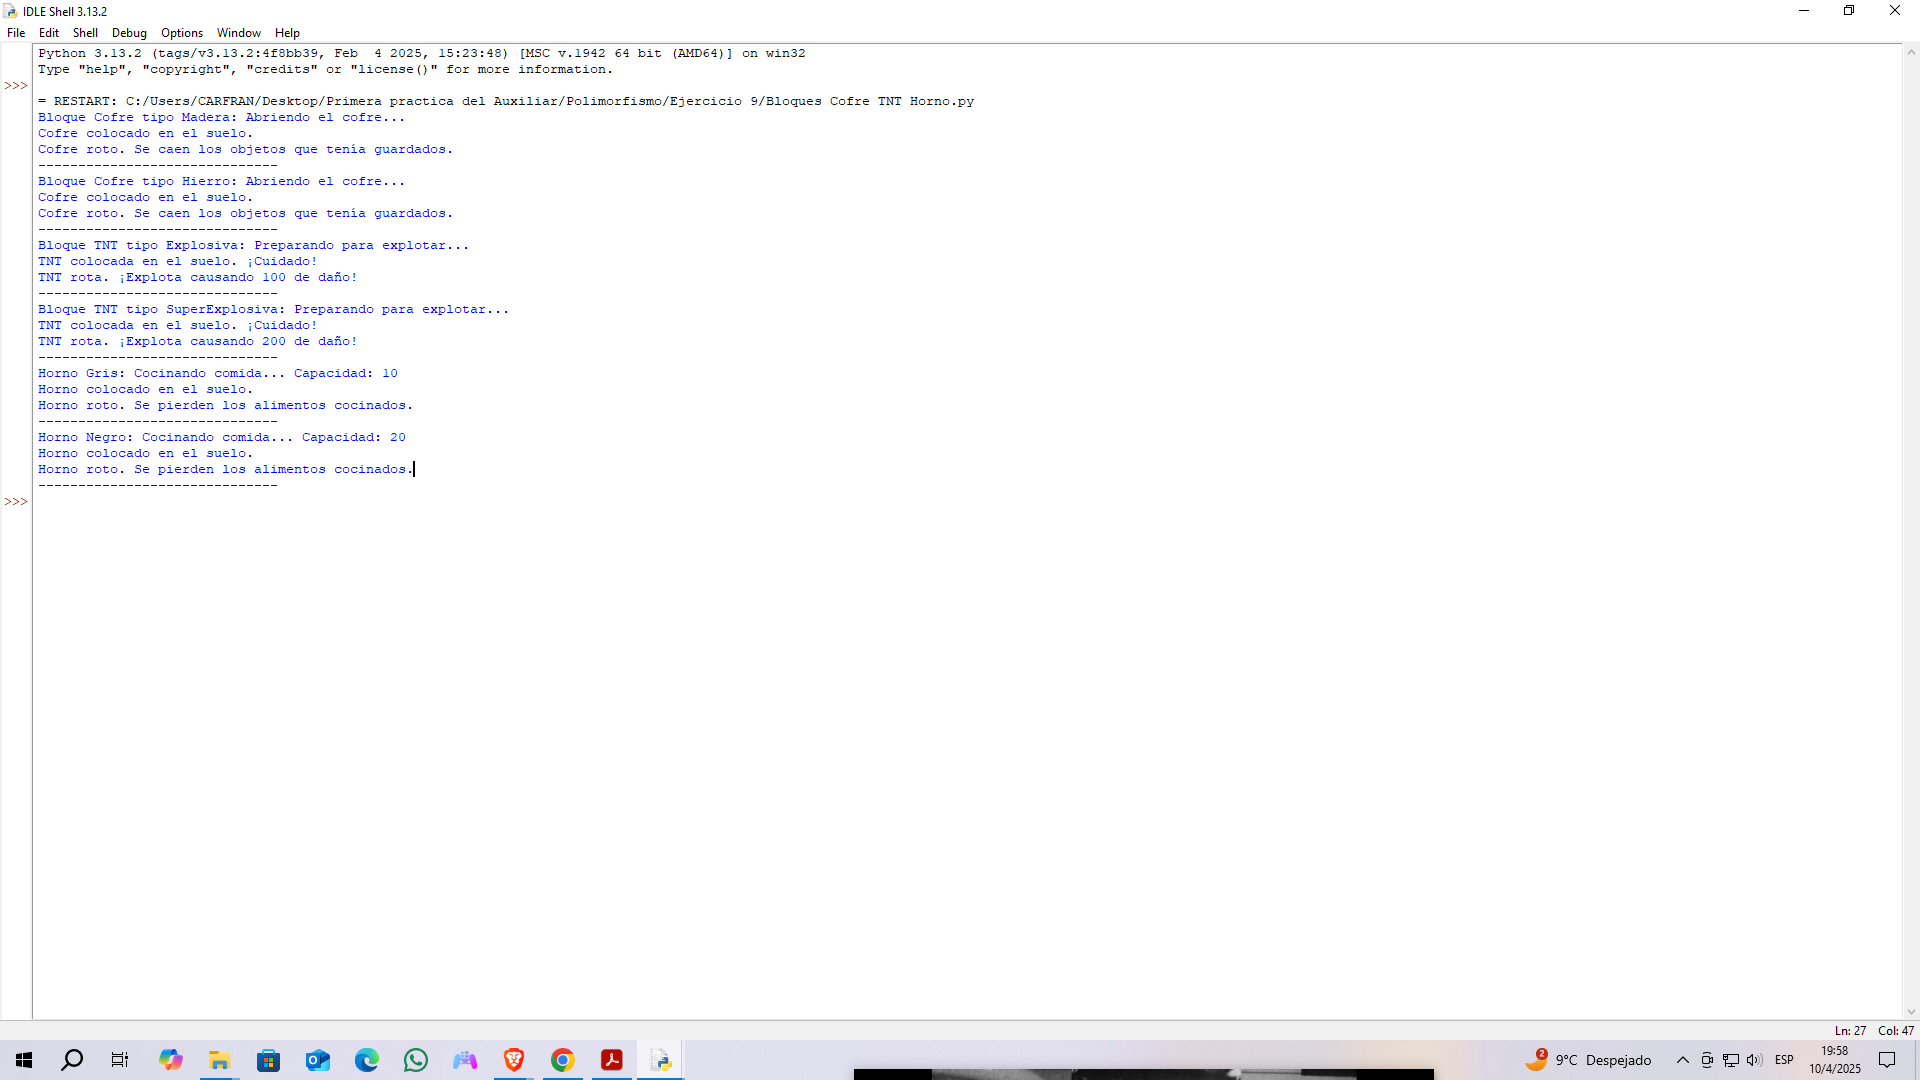 IDLE Shell 3.13.2
File Edit Shell Debug Options Window Help
Python 3.13.2 (tags/v3.13.2:4f8bb39, Feb  4 2025, 15:23:48) [MSC v.1942 64 bit (AMD64)] on win32
Type "help", "copyright", "credits" or "license()" for more information.
>>>
= RESTART: C:/Users/CARFRAN/Desktop/Primera practica del Auxiliar/Polimorfismo/Ejercicio 9/Bloques Cofre TNT Horno.py
Bloque Cofre tipo Madera: Abriendo el cofre...
Cofre colocado en el suelo.
Cofre roto. Se caen los objetos que tenía guardados.
------------------------------
Bloque Cofre tipo Hierro: Abriendo el cofre...
Cofre colocado en el suelo.
Cofre roto. Se caen los objetos que tenía guardados.
------------------------------
Bloque TNT tipo Explosiva: Preparando para explotar...
TNT colocada en el suelo. ¡Cuidado!
TNT rota. ¡Explota causando 100 de daño!
------------------------------
Bloque TNT tipo SuperExplosiva: Preparando para explotar...
TNT colocada en el suelo. ¡Cuidado!
TNT rota. ¡Explota causando 200 de daño!
------------------------------
Horno Gris: Cocinando comida... Capacidad: 10
Horno colocado en el suelo.
Horno roto. Se pierden los alimentos cocinados.
------------------------------
Horno Negro: Cocinando comida... Capacidad: 20
Horno colocado en el suelo.
Horno roto. Se pierden los alimentos cocinados.
------------------------------
>>>
Ln: 27 Col: 47
2 9°C Despejado ESP 19:58
10/4/2025